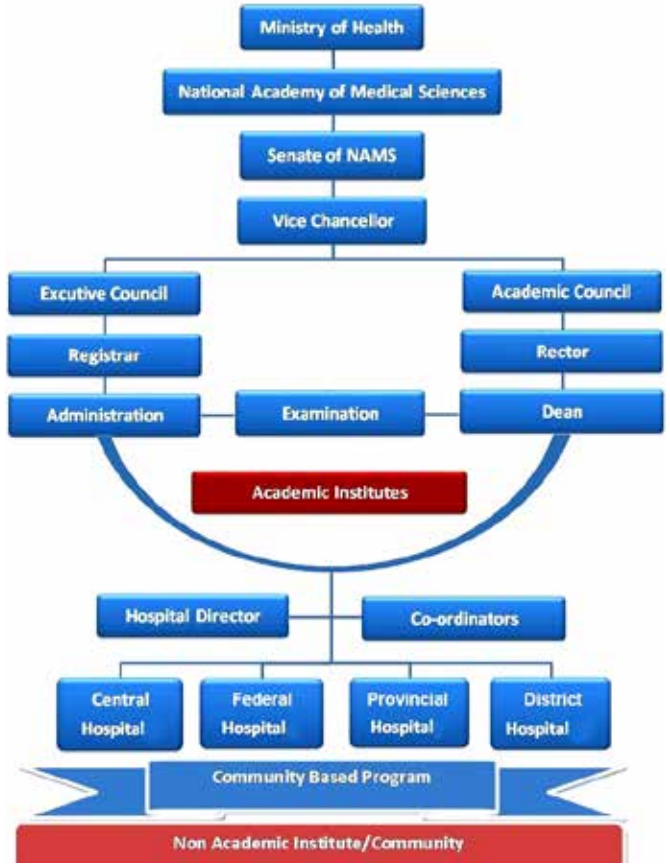 Ministry of Health
National Academy of Medical Sciences
Senate of NAMS
Vice Chancellor
Excutive Council
Academic Council
Registrar
Rector
Administration
Examination
Dean
Academic Institutes
Hospital Director
Co-ordinators
Central
Hospital
Federal
Hospital
Provincial
Hospital
District
Hospital
Community Based Program
Non Academic Institute/Community